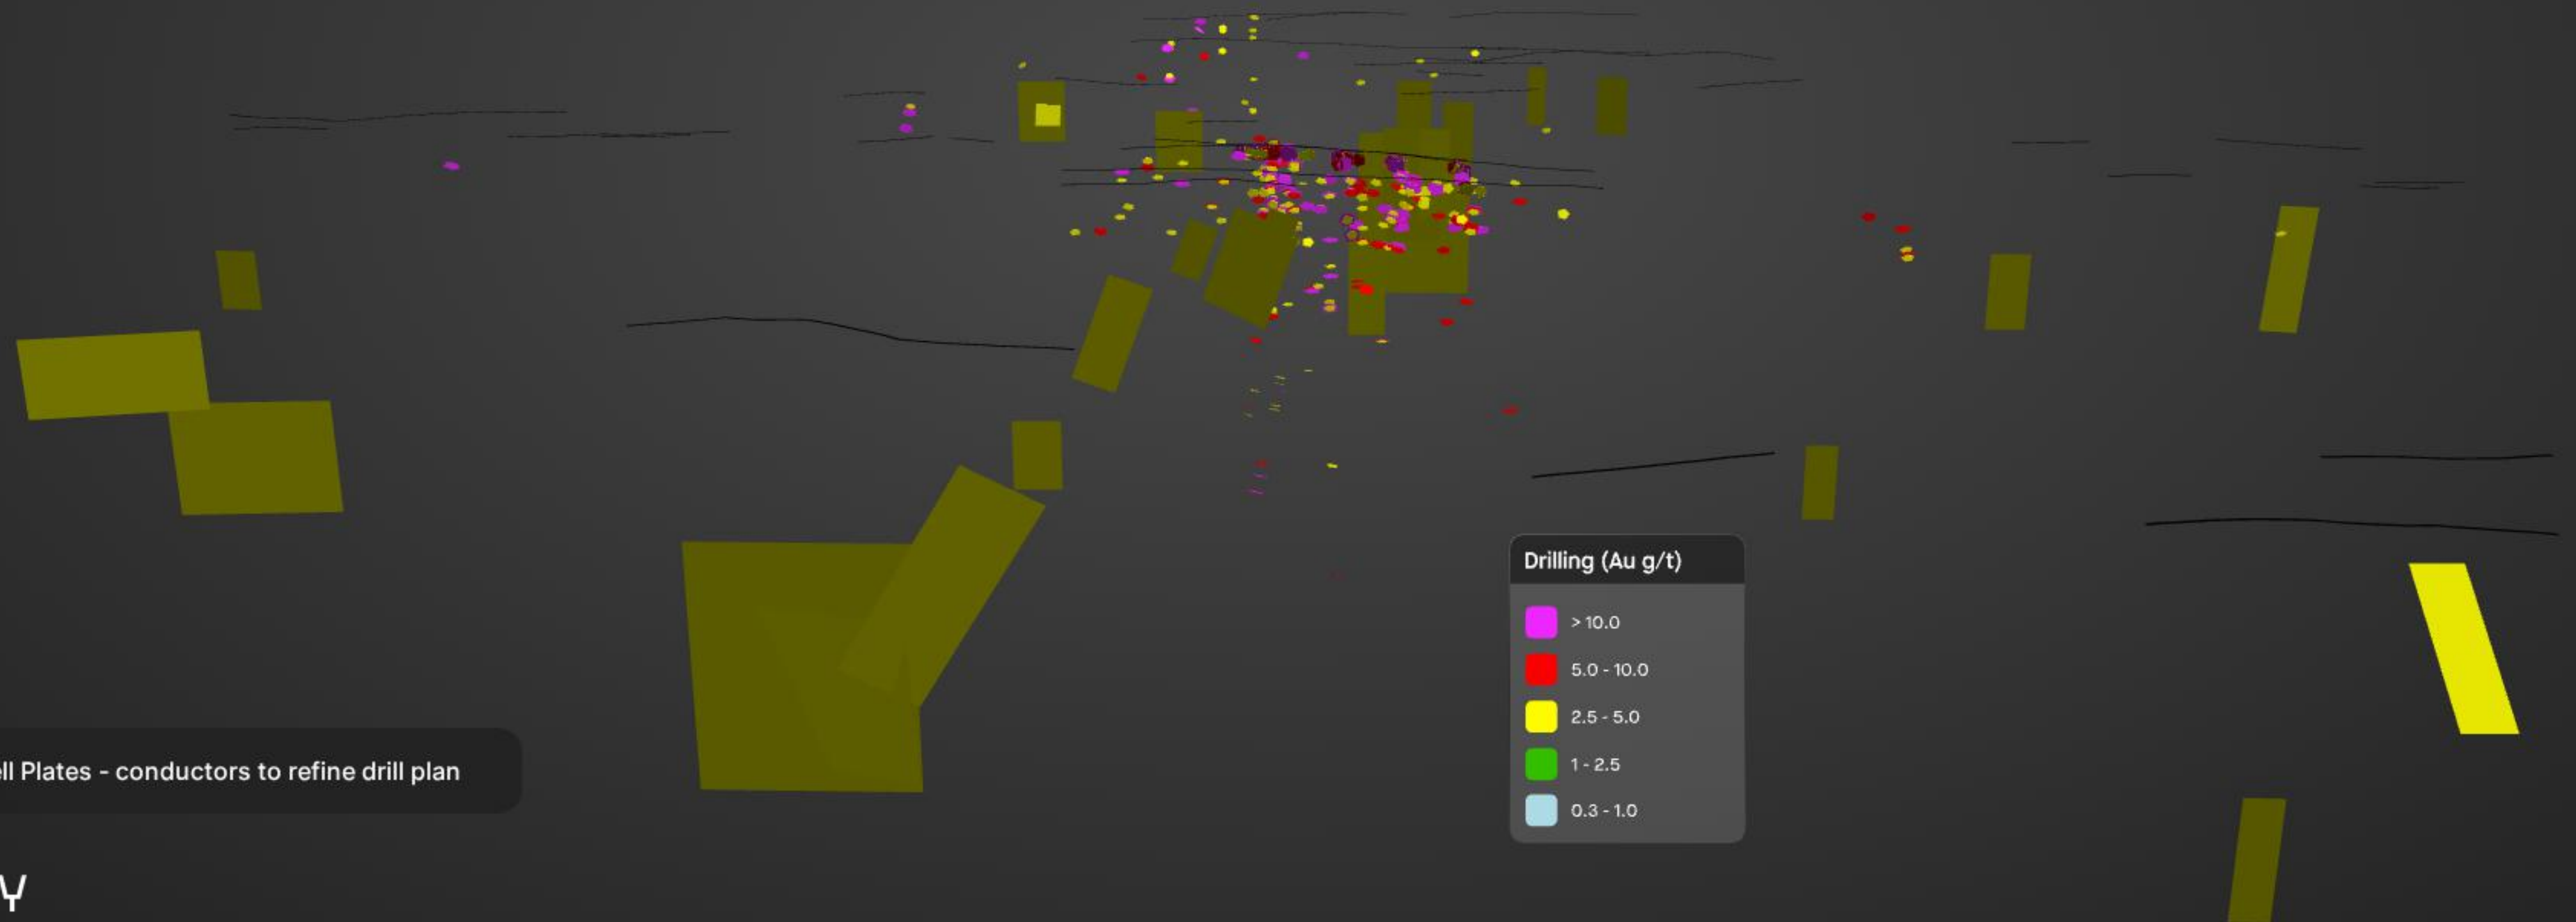 Drilling (Au g/t)
> 10.0
5.0 - 10.0
2.5 - 5.0
1 - 2.5
0.3 - 1.0
Plates - conductors to refine drill plan